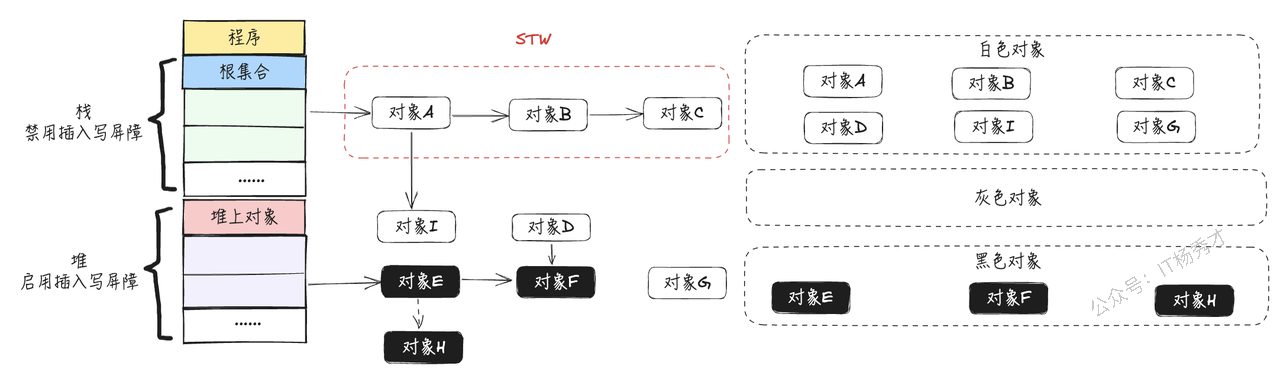 程序
根集合
……
栈
禁用插入写屏障
堆上对象
……
堆
启用插入写屏障
STW
对象A
对象B
对象C
对象I
对象D
对象E
对象F
对象G
对象H
白色对象
对象A
对象B
对象C
对象D
对象I
对象G
灰色对象
黑色对象
对象E
对象F
对象H
公众号：IT杨秀才